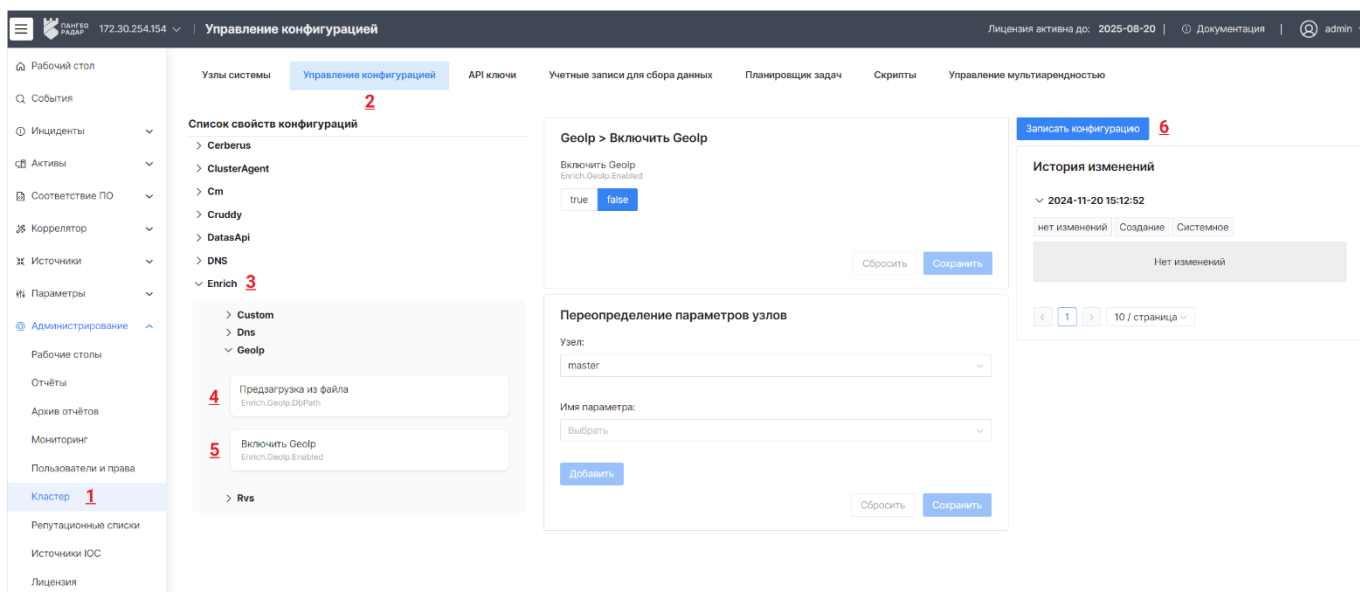 ПАНГЕО РАДАР 172.30.254.154 | Управление конфигурацией Лицензия активна до: 2025-08-20 | Документация | admin
Рабочий стол
События
Инциденты
Активы
Соответствие ПО
Коррелятор
Источники
Параметры
Администрирование
Рабочие столы
Отчёты
Архив отчётов
Мониторинг
Пользователи и права
Кластер 1
Репутационные списки
Источники IOC
Лицензия
Узлы системы Управление конфигурацией API ключи Учетные записи для сбора данных Планировщик задач Скрипты Управление мультиарендностью
2
Список свойств конфигураций
Cerberus
ClusterAgent
Cm
Cruddy
DatasApi
DNS
Enrich 3
Custom
Dns
GeoIp
4 Предзагрузка из файла
Enrich.GeoIp.DbPath
5 Включить GeoIp
Enrich.GeoIp.Enabled
Rvs
GeoIp > Включить GeoIp
Включить GeoIp
Enrich.GeoIp.Enabled
true false
Сбросить Сохранить
Переопределение параметров узлов
Узел:
master
Имя параметра:
Выбрать
Добавить
Сбросить Сохранить
Записать конфигурацию 6
История изменений
2024-11-20 15:12:52
нет изменений Создание Системное
Нет изменений
< 1 > 10 / страница